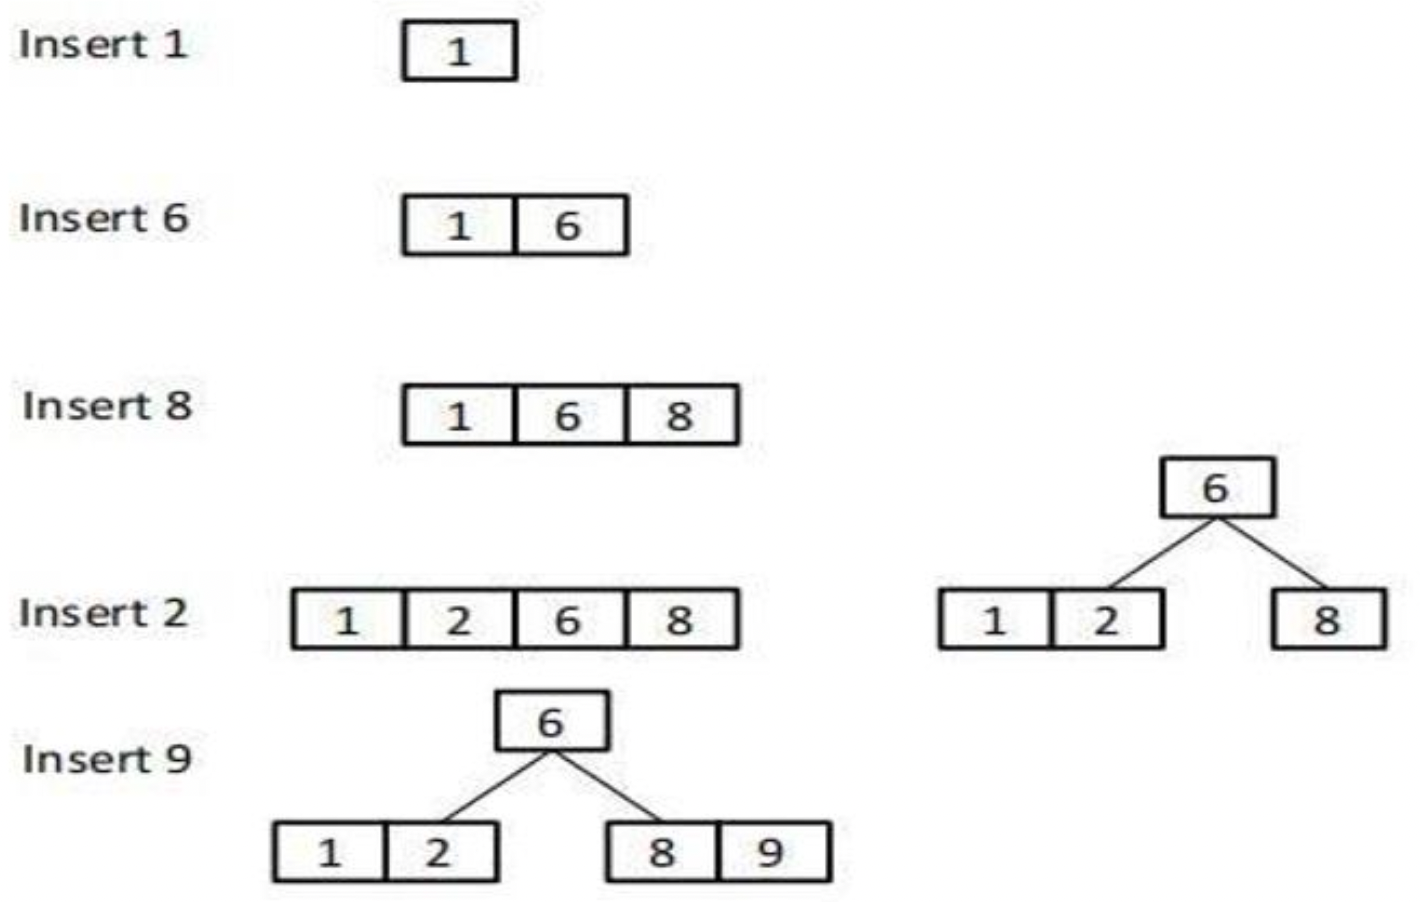 Insert 1
1
Insert 6
1 6
Insert 8
1 6 8
6
Insert 2
1 2 6 8
1 2
8
6
Insert 9
1 2
8 9